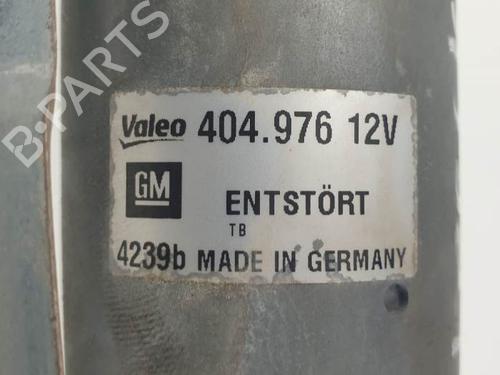 Valeo 404.976 12V
GM ENTSTÖRT
TB
4239b MADE IN GERMANY
B-PARTS